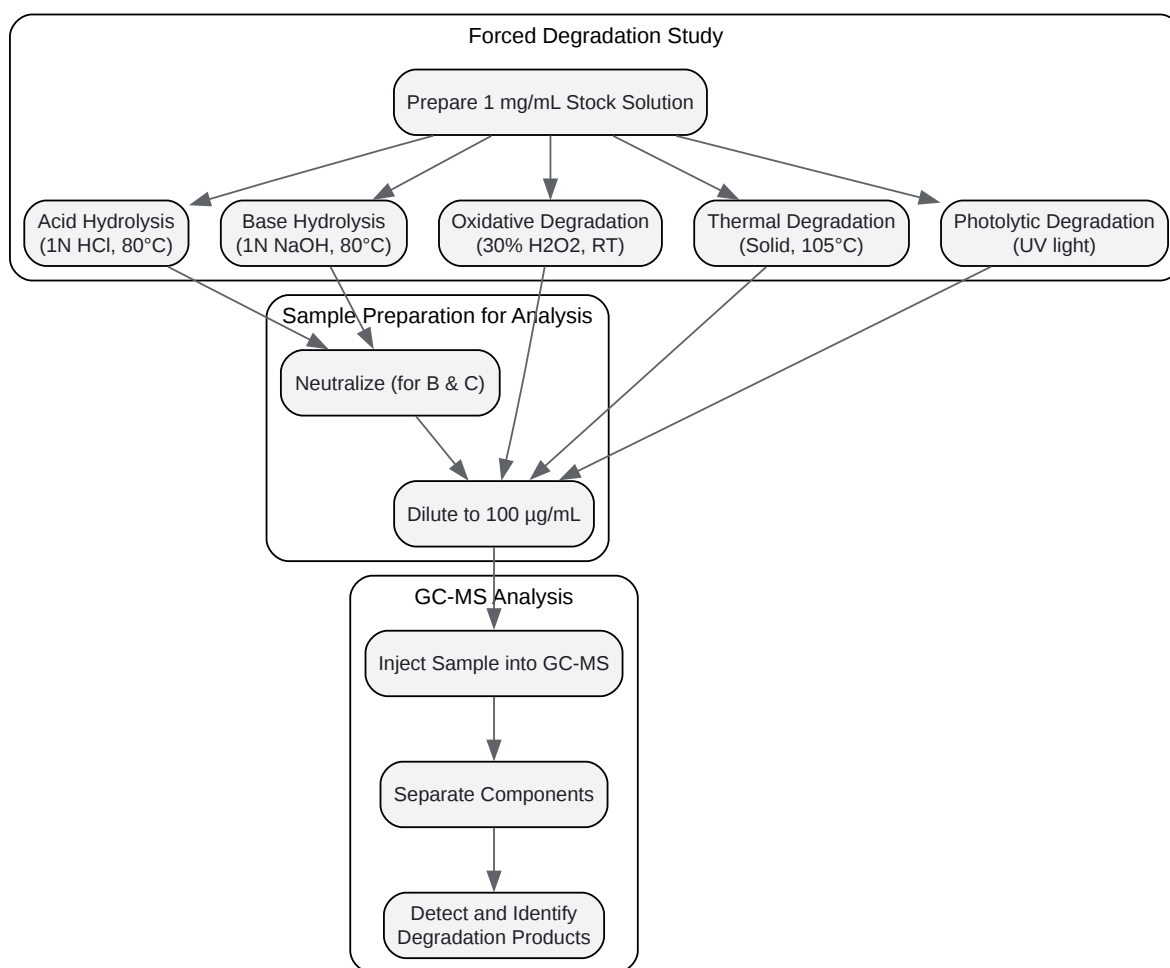 Forced Degradation Study
Prepare 1 mg/mL Stock Solution
Acid Hydrolysis
(1N HCl, 80°C)
Base Hydrolysis
(1N NaOH, 80°C)
Oxidative Degradation
(30% H2O2, RT)
Thermal Degradation
(Solid, 105°C)
Photolytic Degradation
(UV light)
Sample Preparation for Analysis
Neutralize (for B & C)
Dilute to 100 µg/mL
GC-MS Analysis
Inject Sample into GC-MS
Separate Components
Detect and Identify
Degradation Products